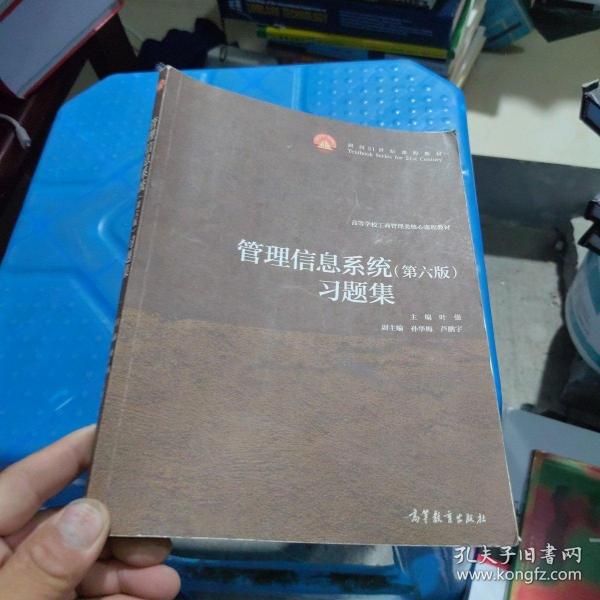 面向21世纪课程教材
Textbook Series for 21st Century
高等学校工商管理类核心课程教材
管理信息系统(第六版)
习题集
主编 叶强
副主编 孙华梅 芦鹏宇
高等教育出版社
孔夫子旧书网
www.kongfz.com